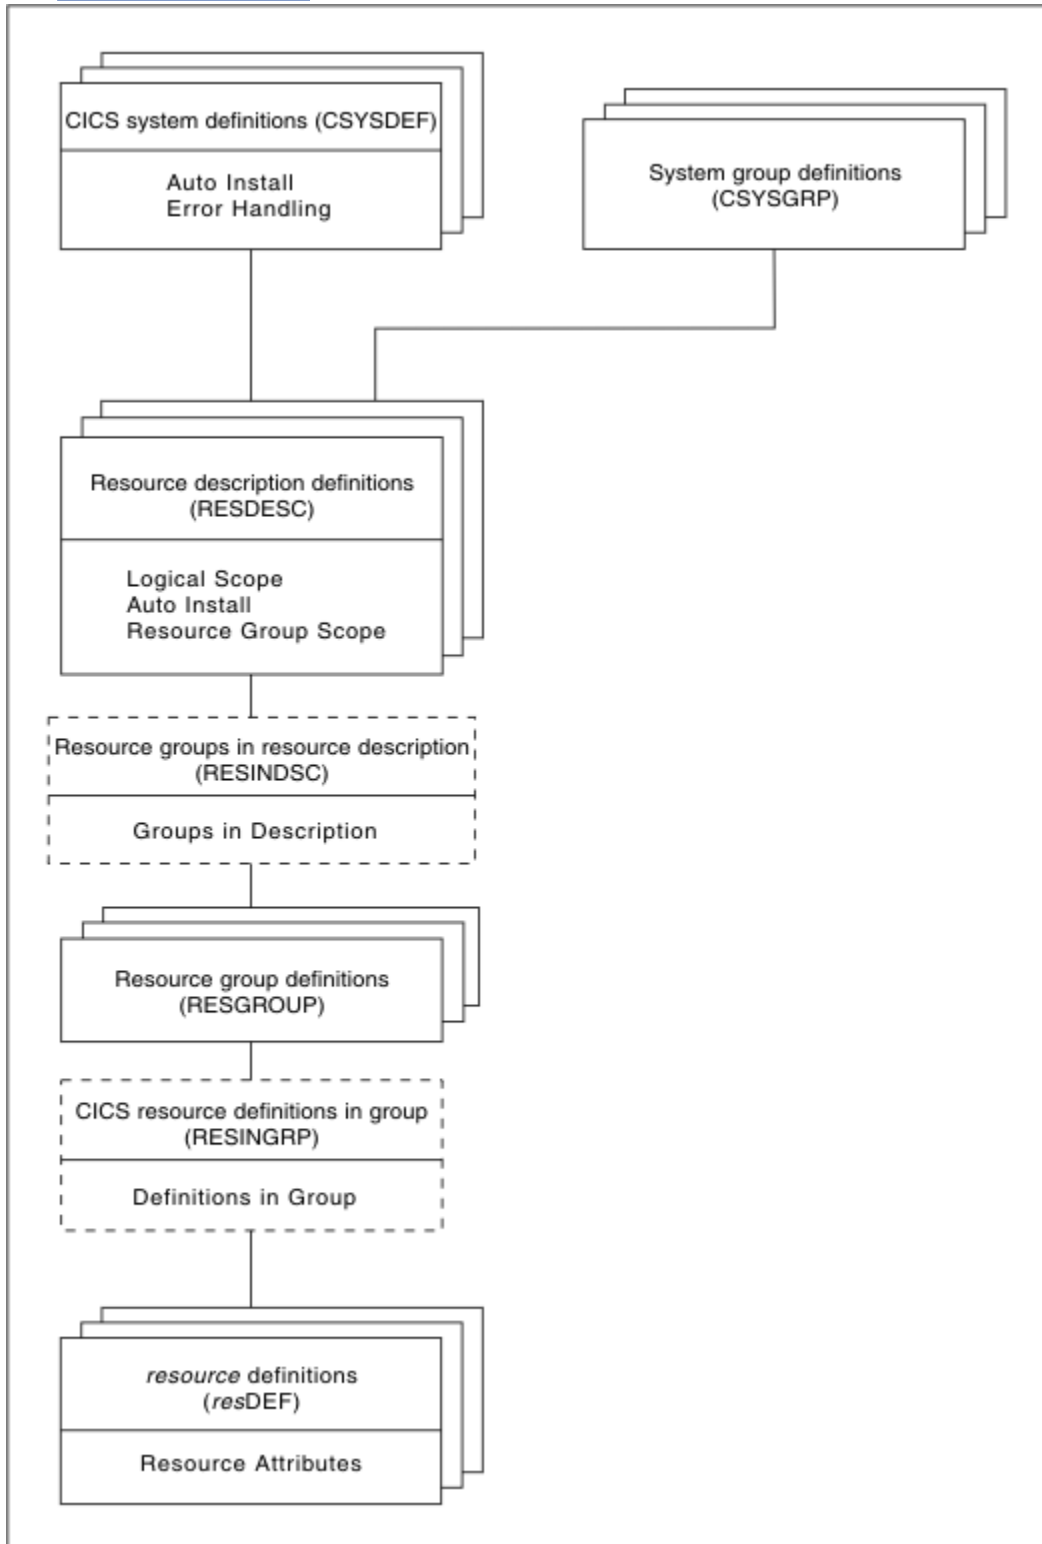 CICS system definitions (CSYSDEF)
Auto Install
Error Handling
System group definitions
(CSYSGRP)
Resource description definitions
(RESDESC)
Logical Scope
Auto Install
Resource Group Scope
Resource groups in resource description
(RESINDSC)
Groups in Description
Resource group definitions
(RESGROUP)
CICS resource definitions in group
(RESINGRP)
Definitions in Group
resource definitions
(resDEF)
Resource Attributes